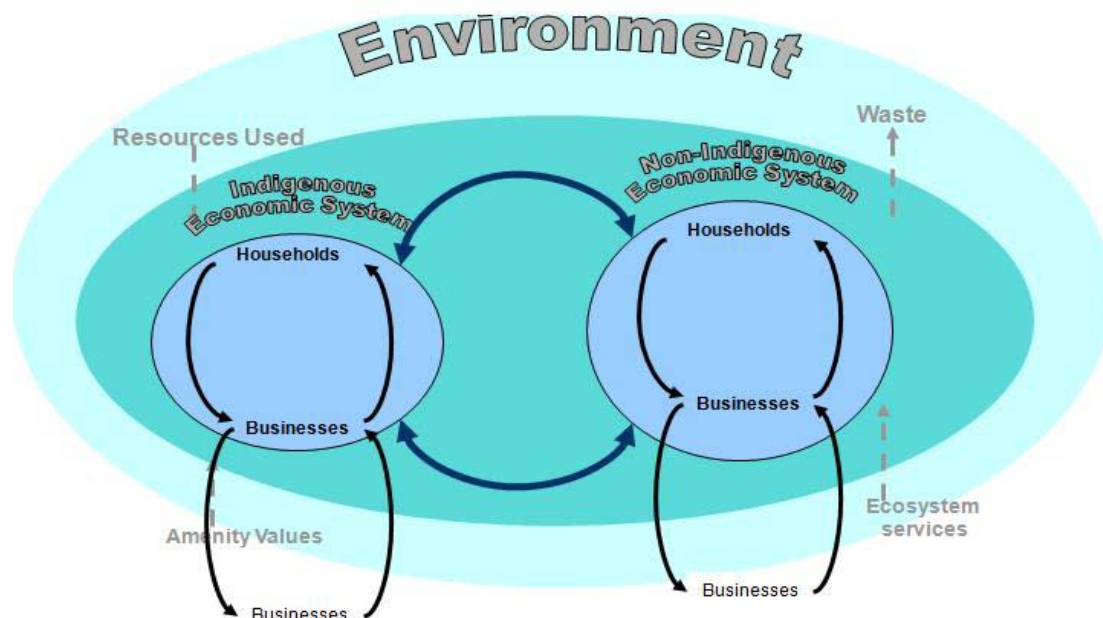 Environment
Resources Used
Waste
Indigenous
Economic System
Non-Indigenous
Economic System
Households
Households
Businesses
Businesses
Amenity Values
Ecosystem
services
Businesses
Businesses